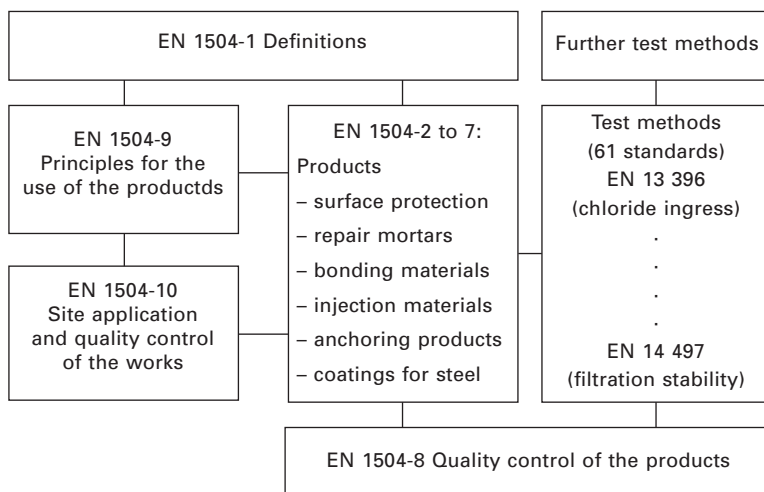 EN 1504-1 Definitions
Further test methods
EN 1504-9
Principles for the
use of the productds
EN 1504-10
Site application
and quality control
of the works
EN 1504-2 to 7:
Products
– surface protection
– repair mortars
– bonding materials
– injection materials
– anchoring products
– coatings for steel
Test methods
(61 standards)
EN 13 396
(chloride ingress)
.
.
.
.
EN 14 497
(filtration stability)
EN 1504-8 Quality control of the products